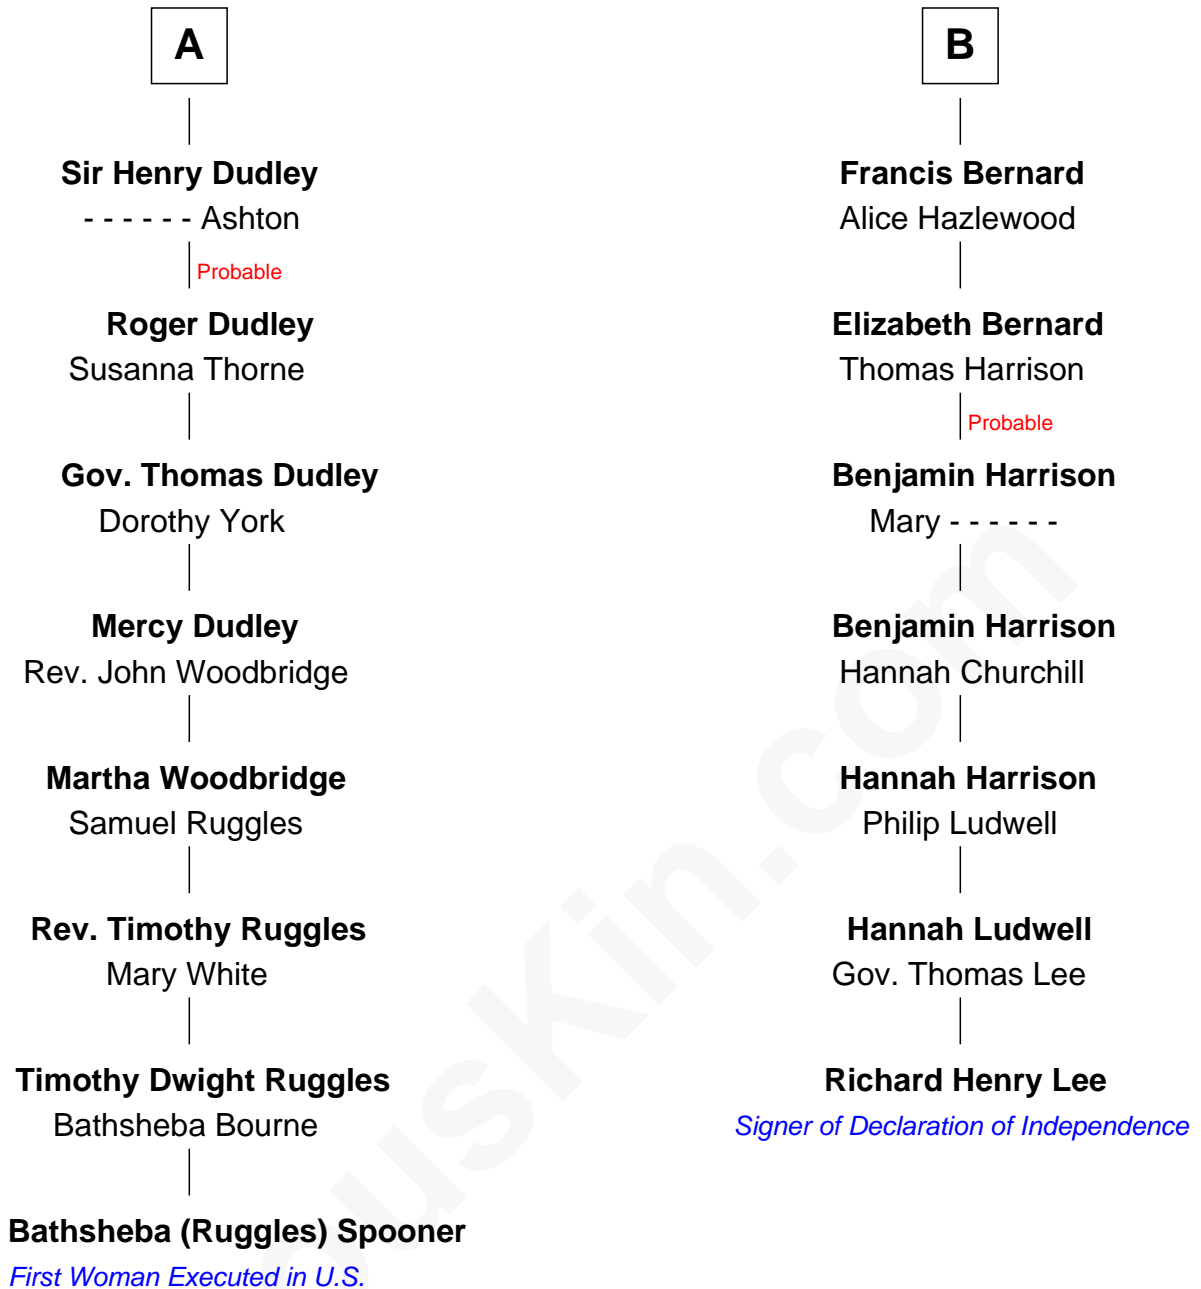 A
Sir Henry Dudley
- - - - - - Ashton
Probable
Roger Dudley
Susanna Thorne
Gov. Thomas Dudley
Dorothy York
Mercy Dudley
Rev. John Woodbridge
Martha Woodbridge
Samuel Ruggles
Rev. Timothy Ruggles
Mary White
Timothy Dwight Ruggles
Bathsheba Bourne
Bathsheba (Ruggles) Spooner
First Woman Executed in U.S.
B
Francis Bernard
Alice Hazlewood
Elizabeth Bernard
Thomas Harrison
Probable
Benjamin Harrison
Mary - - - - - -
Benjamin Harrison
Hannah Churchill
Hannah Harrison
Philip Ludwell
Hannah Ludwell
Gov. Thomas Lee
Richard Henry Lee
Signer of Declaration of Independence
ousKin.com